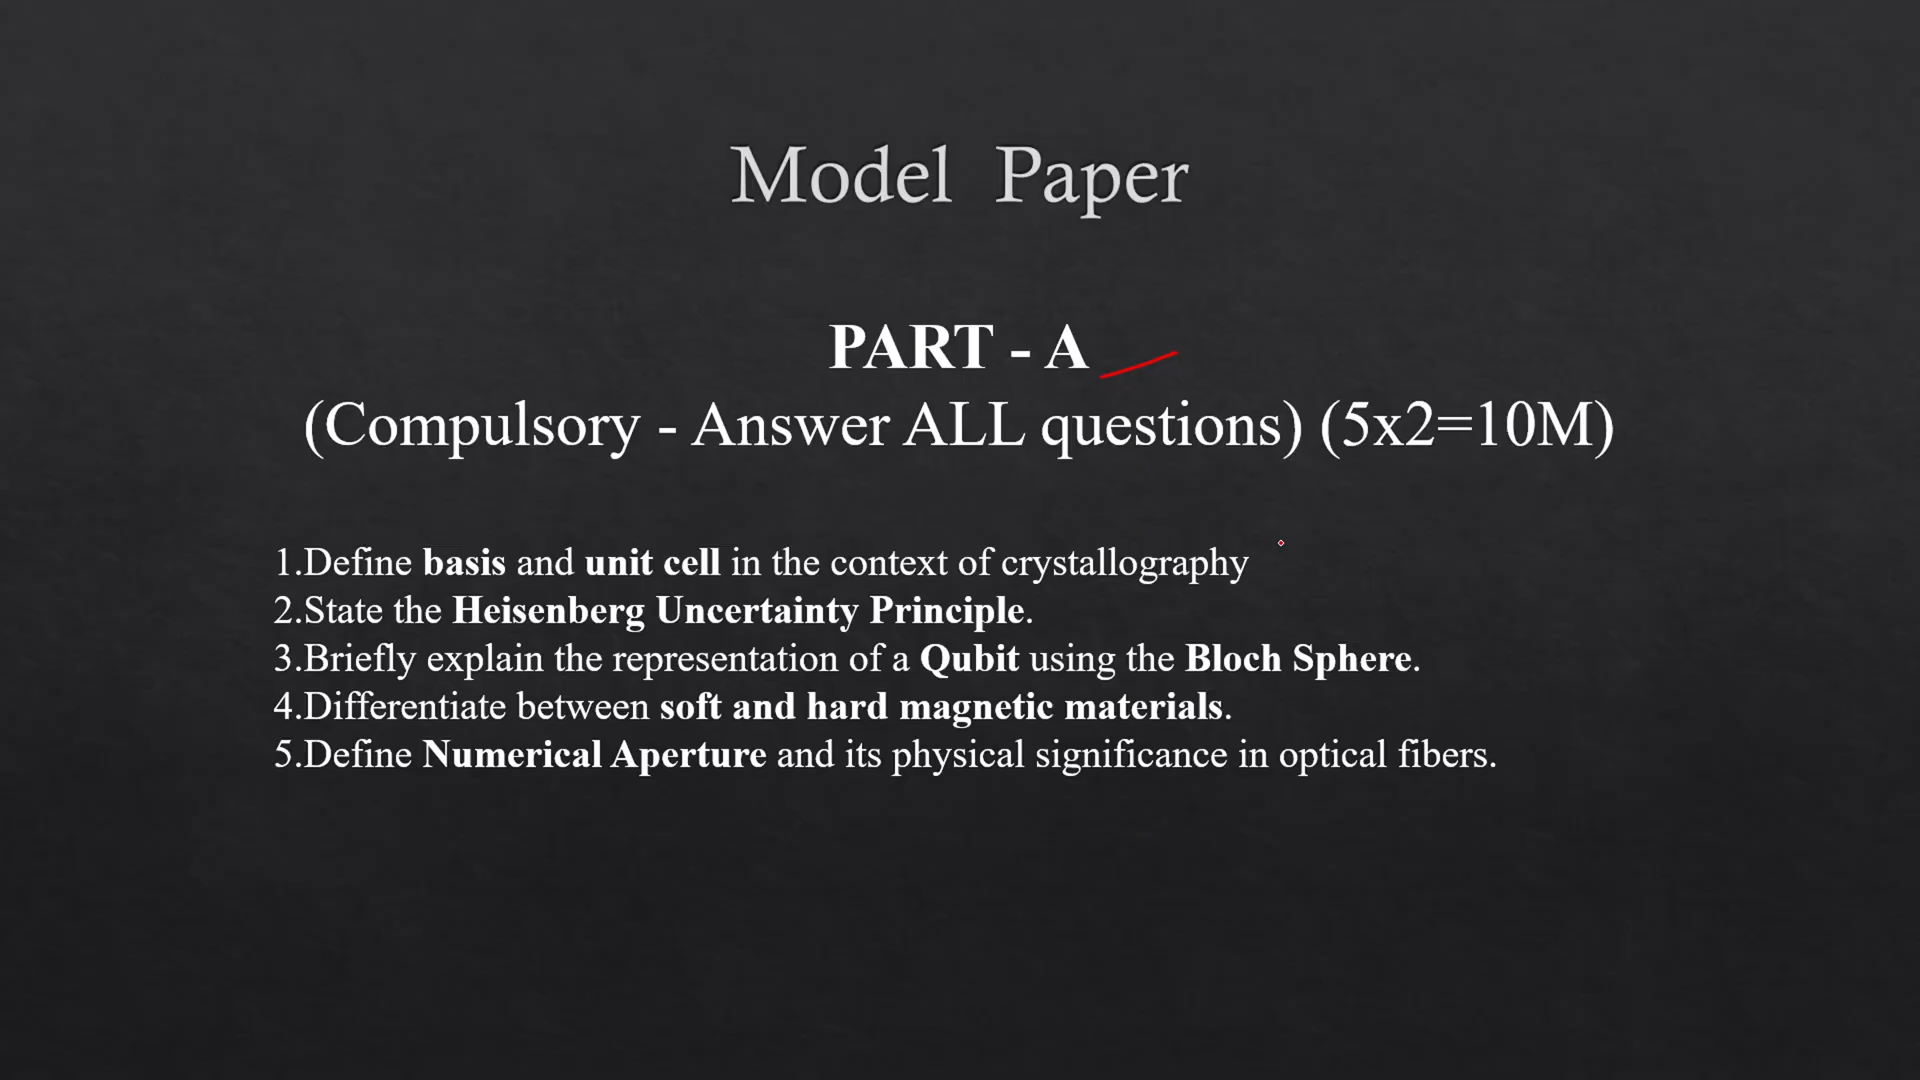 Model Paper
PART - A
(Compulsory - Answer ALL questions) (5x2=10M)
1.Define basis and unit cell in the context of crystallography
2.State the Heisenberg Uncertainty Principle.
3.Briefly explain the representation of a Qubit using the Bloch Sphere.
4.Differentiate between soft and hard magnetic materials.
5.Define Numerical Aperture and its physical significance in optical fibers.